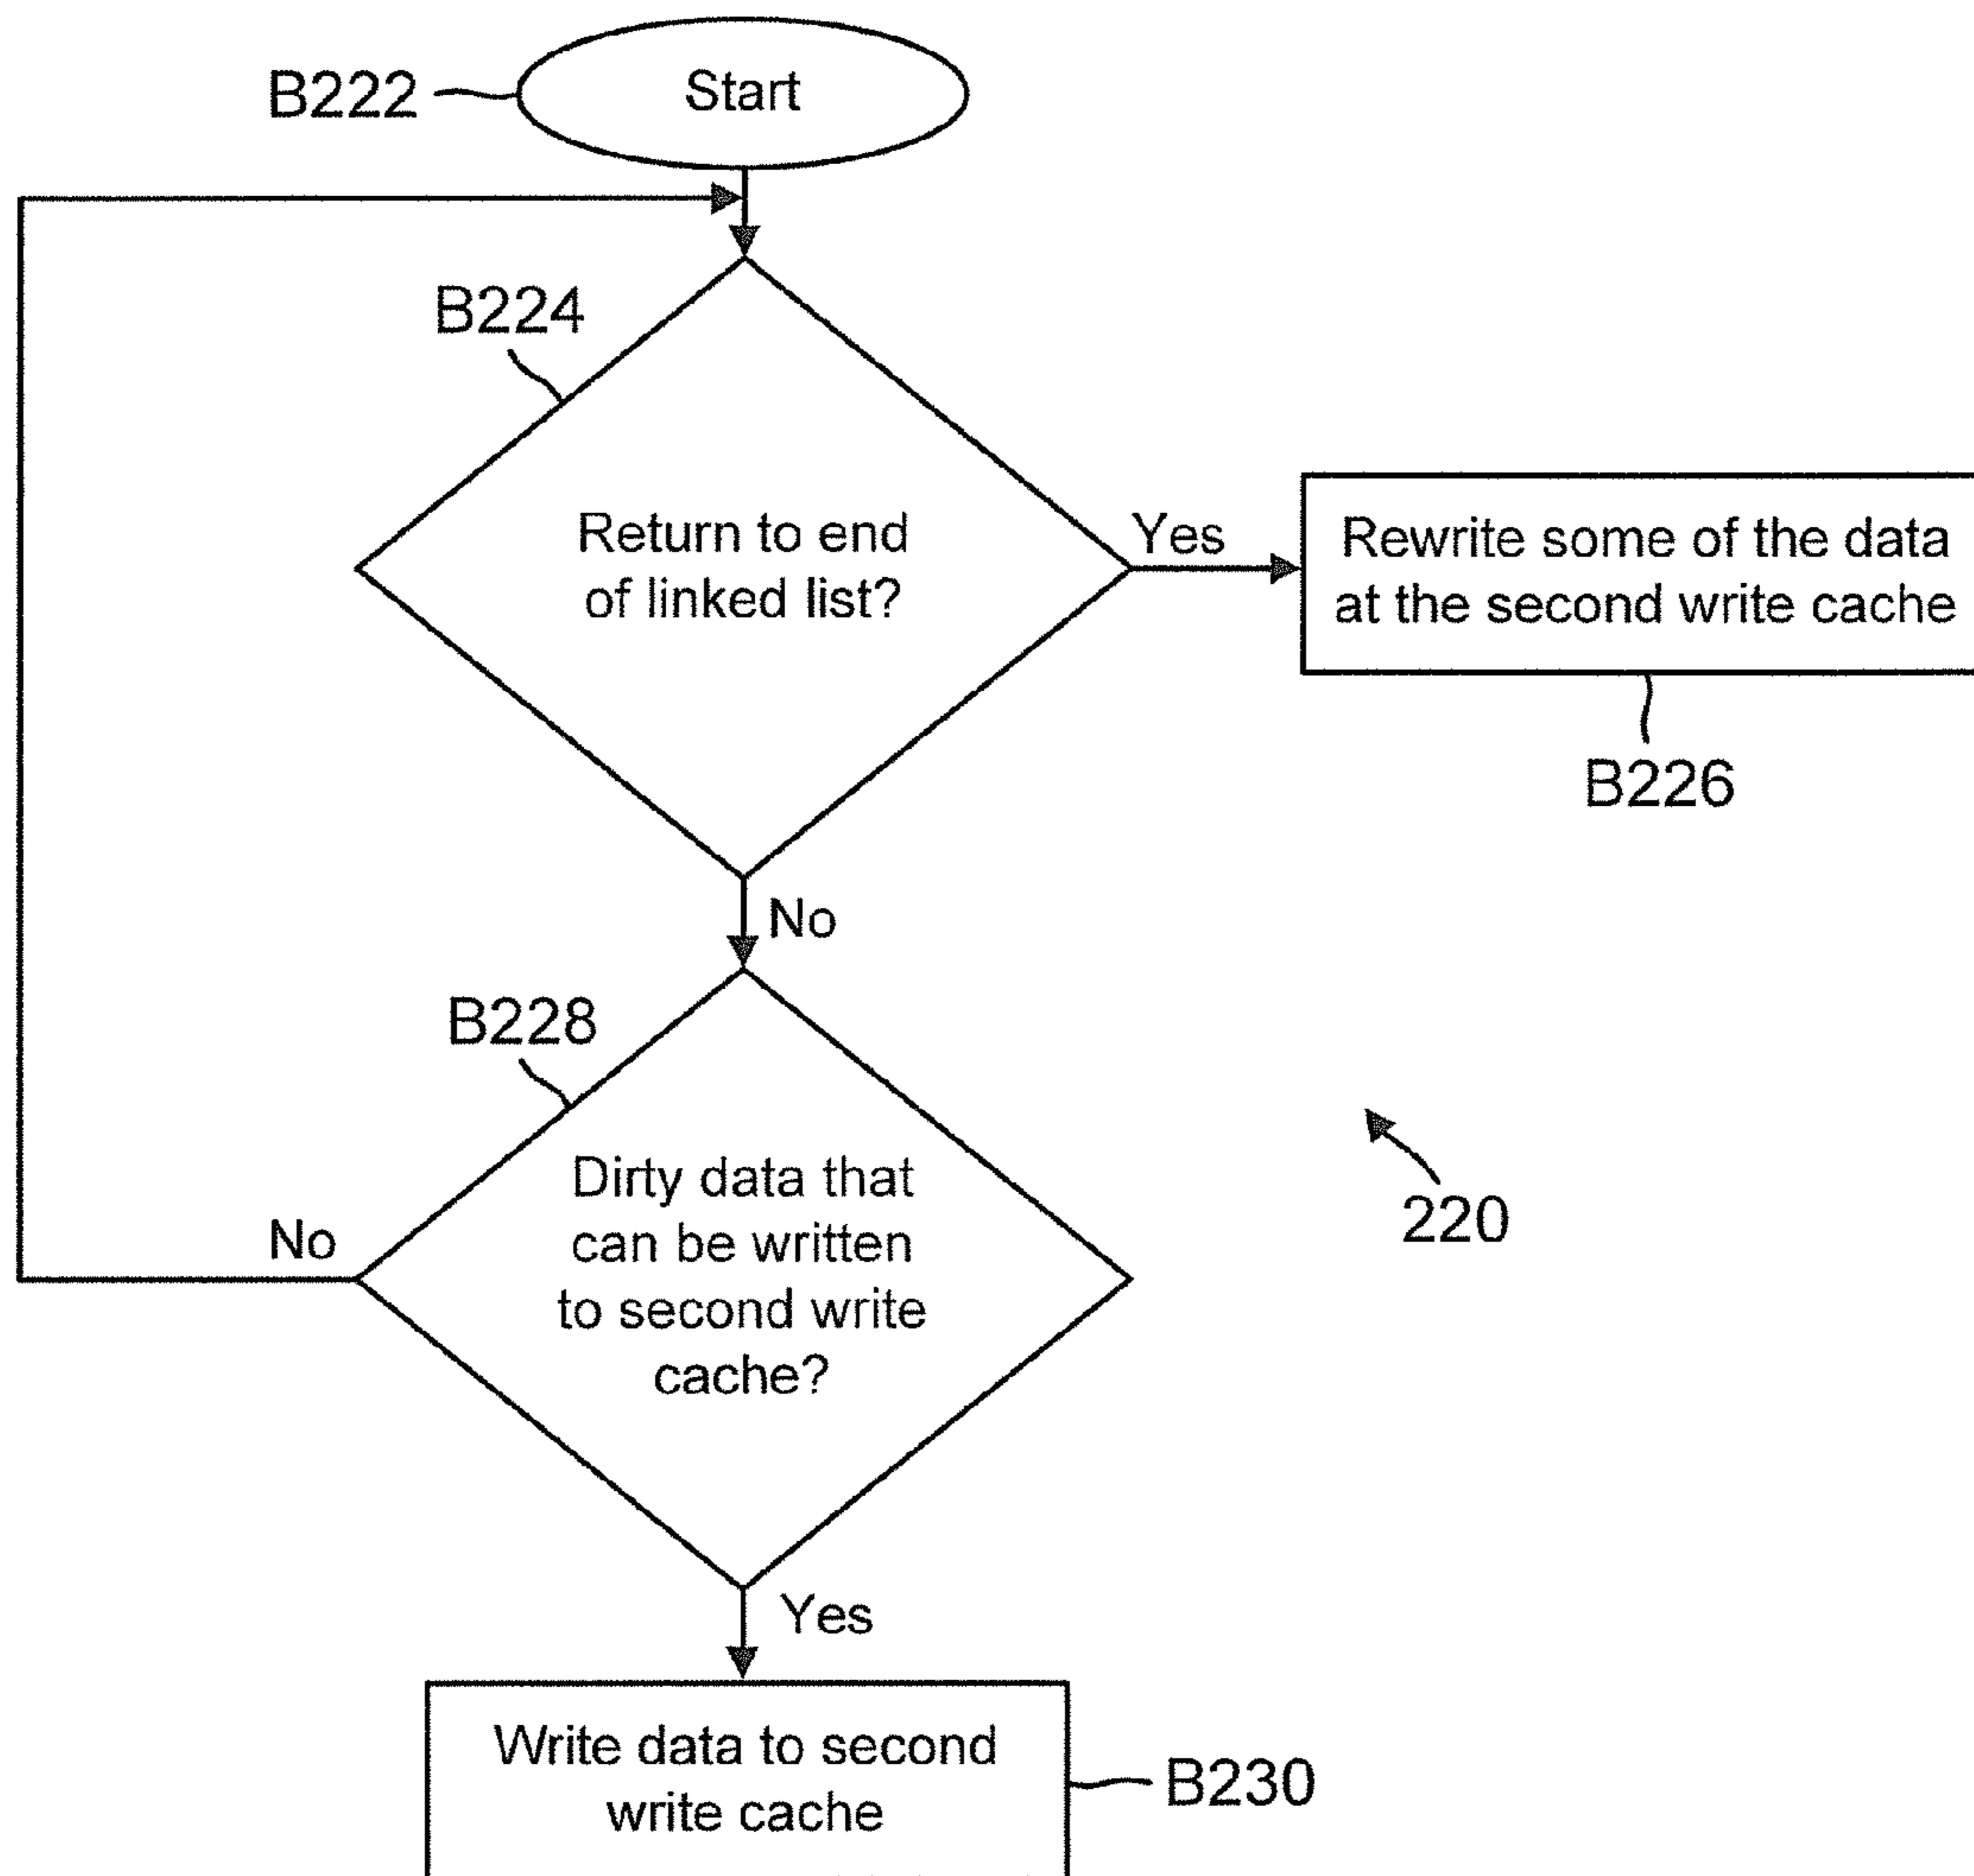 B222
Start
B224
Return to end
of linked list?
Yes
Rewrite some of the data
at the second write cache
B226
No
B228
Dirty data that
can be written
to second write
cache?
No
220
Yes
Write data to second
write cache
B230